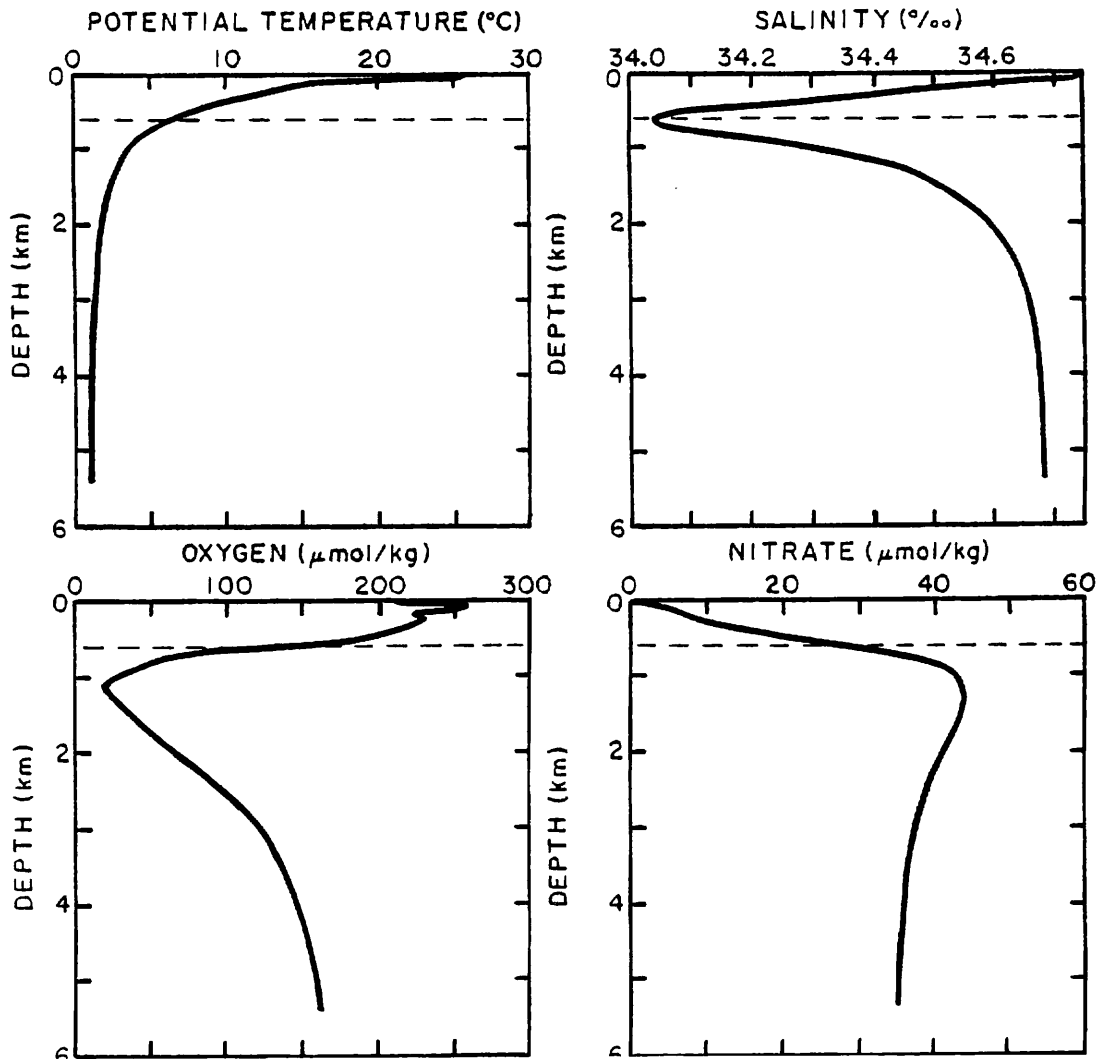 POTENTIAL TEMPERATURE (°C)
0 10 20 30
0
2
4
6
DEPTH (km)
SALINITY (°/oo)
34.0 34.2 34.4 34.6
0
2
4
6
DEPTH (km)
OXYGEN (μmol/kg)
0 100 200 300
0
2
4
6
DEPTH (km)
NITRATE (μmol/kg)
0 20 40 60
0
2
4
6
DEPTH (km)